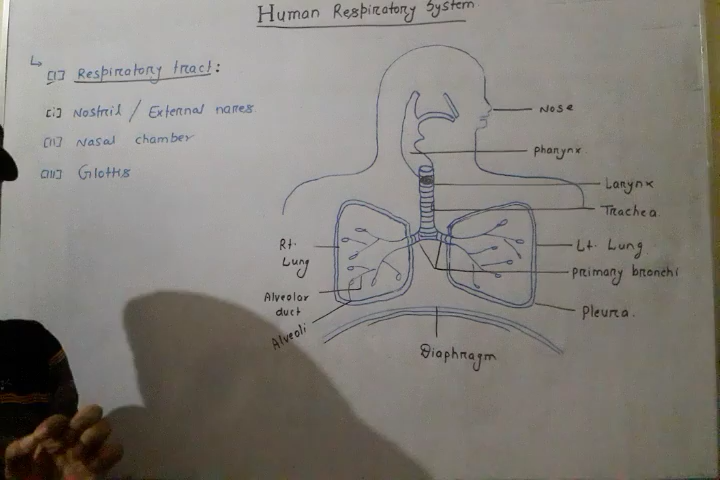 Human Respiratory System
[1] Respiratory tract:
[i] Nostril / External nares
[ii] Nasal chamber
[iii] Glottis
Nose
pharynx
Larynx
Trachea
Rt. Lung
Lt. Lung
primary bronchi
Alveolar duct
Pleura
Alveoli
Diaphragm